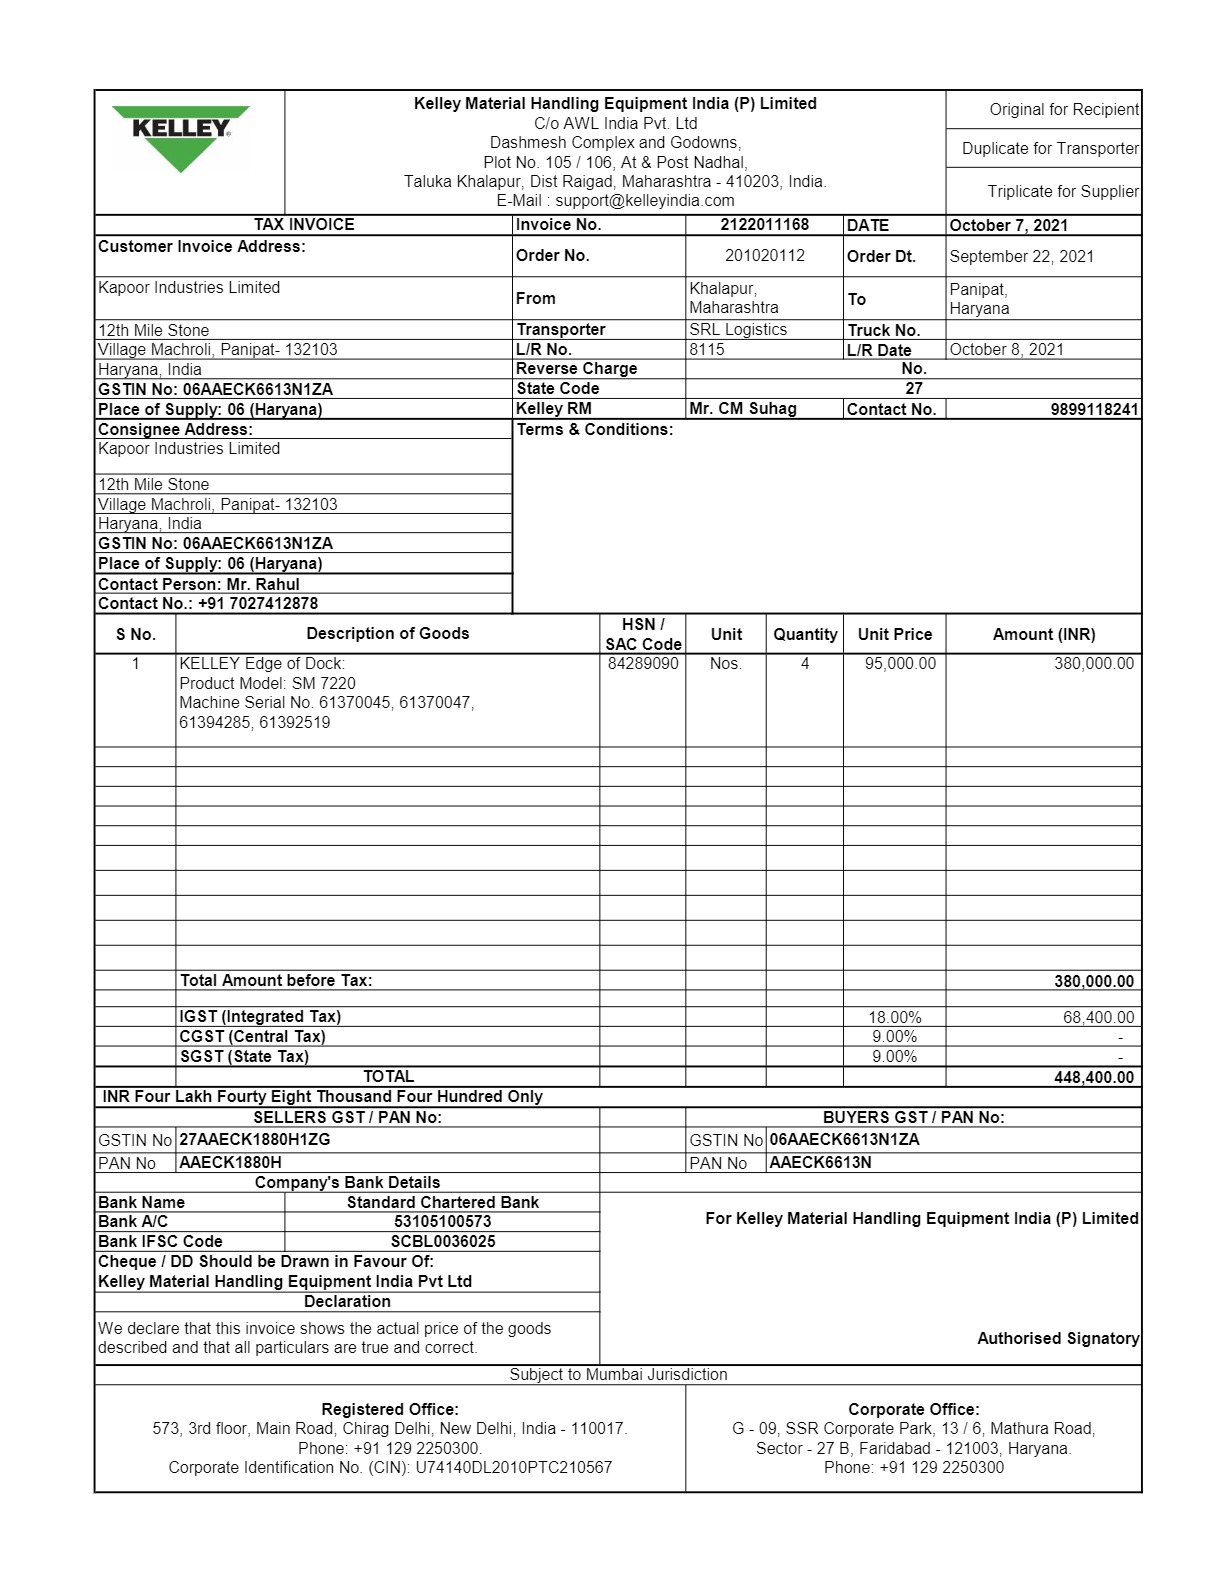 KELLEY®
Kelley Material Handling Equipment India (P) Limited
C/o AWL India Pvt. Ltd
Dashmesh Complex and Godowns,
Plot No. 105 / 106, At & Post Nadhal,
Taluka Khalapur, Dist Raigad, Maharashtra - 410203, India.
E-Mail : support@kelleyindia.com
Original for Recipient
Duplicate for Transporter
Triplicate for Supplier
TAX INVOICE Invoice No. 2122011168 DATE October 7, 2021
Customer Invoice Address:
Order No. 201020112 Order Dt. September 22, 2021
Kapoor Industries Limited
From Khalapur, Maharashtra To Panipat, Haryana
12th Mile Stone Transporter SRL Logistics Truck No.
Village Machroli, Panipat- 132103 L/R No. 8115 L/R Date October 8, 2021
Haryana, India Reverse Charge No.
GSTIN No: 06AAECK6613N1ZA State Code 27
Place of Supply: 06 (Haryana) Kelley RM Mr. CM Suhag Contact No. 9899118241
Consignee Address: Terms & Conditions:
Kapoor Industries Limited
12th Mile Stone
Village Machroli, Panipat- 132103
Haryana, India
GSTIN No: 06AAECK6613N1ZA
Place of Supply: 06 (Haryana)
Contact Person: Mr. Rahul
Contact No.: +91 7027412878
S No. Description of Goods HSN / SAC Code Unit Quantity Unit Price Amount (INR)
1 KELLEY Edge of Dock: 84289090 Nos. 4 95,000.00 380,000.00
Product Model: SM 7220
Machine Serial No. 61370045, 61370047,
61394285, 61392519
Total Amount before Tax: 380,000.00
IGST (Integrated Tax) 18.00% 68,400.00
CGST (Central Tax) 9.00% -
SGST (State Tax) 9.00% -
TOTAL 448,400.00
INR Four Lakh Fourty Eight Thousand Four Hundred Only
SELLERS GST / PAN No: BUYERS GST / PAN No:
GSTIN No 27AAECK1880H1ZG GSTIN No 06AAECK6613N1ZA
PAN No AAECK1880H PAN No AAECK6613N
Company's Bank Details
Bank Name Standard Chartered Bank
Bank A/C 53105100573
Bank IFSC Code SCBL0036025
Cheque / DD Should be Drawn in Favour Of:
Kelley Material Handling Equipment India Pvt Ltd
Declaration
We declare that this invoice shows the actual price of the goods
described and that all particulars are true and correct.
For Kelley Material Handling Equipment India (P) Limited
Authorised Signatory
Subject to Mumbai Jurisdiction
Registered Office:
573, 3rd floor, Main Road, Chirag Delhi, New Delhi, India - 110017.
Phone: +91 129 2250300.
Corporate Identification No. (CIN): U74140DL2010PTC210567
Corporate Office:
G - 09, SSR Corporate Park, 13 / 6, Mathura Road,
Sector - 27 B, Faridabad - 121003, Haryana.
Phone: +91 129 2250300